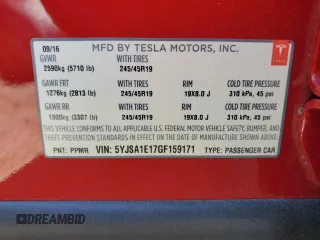 09/16 MFD BY TESLA MOTORS, INC.
GVWR WITH TIRES
2590kg (5710 lb) 245/45R19
GAWR FRT WITH TIRES RIM COLD TIRE PRESSURE
1276kg (2813 lb) 245/45R19 19X8.0 J 310 kPa, 45 psi
GAWR RR WITH TIRES RIM COLD TIRE PRESSURE
1500kg (3307 lb) 245/45R19 19X8.0 J 310 kPa, 45 psi
THIS VEHICLE CONFORMS TO ALL APPLICABLE U.S. FEDERAL MOTOR VEHICLE SAFETY, BUMPER, AND
THEFT PREVENTION STANDARDS IN EFFECT ON THE DATE OF MANUFACTURE SHOWN ABOVE.
PNT: PPMR VIN: 5YJSA1E17GF159171 TYPE: PASSENGER CAR
TESLA
DREAMBID